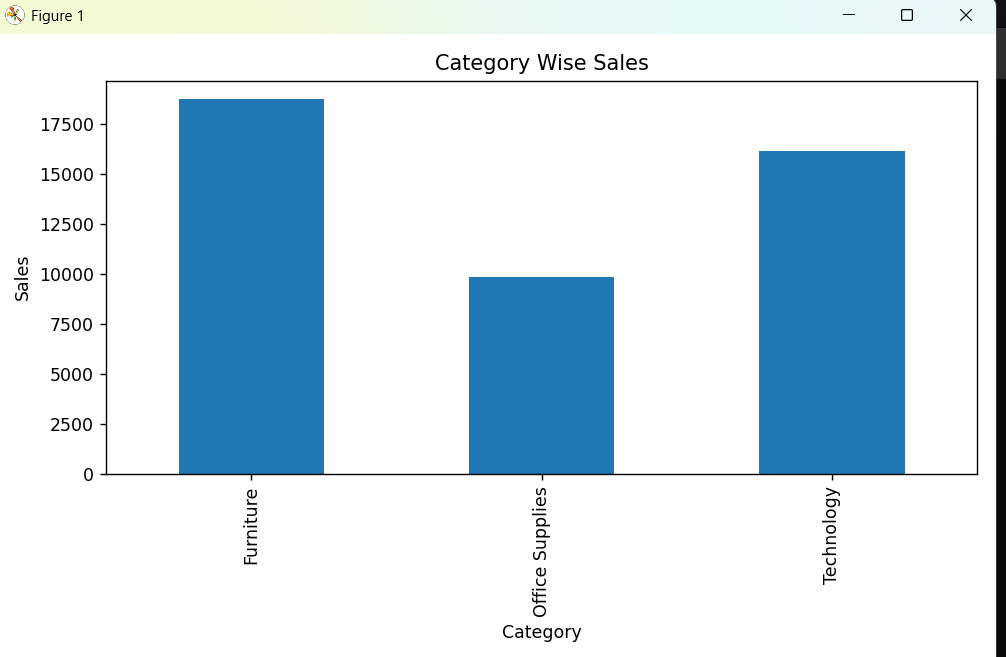 Figure 1
Category Wise Sales
17500
15000
12500
10000
7500
5000
2500
0
Sales
Furniture
Office Supplies
Technology
Category